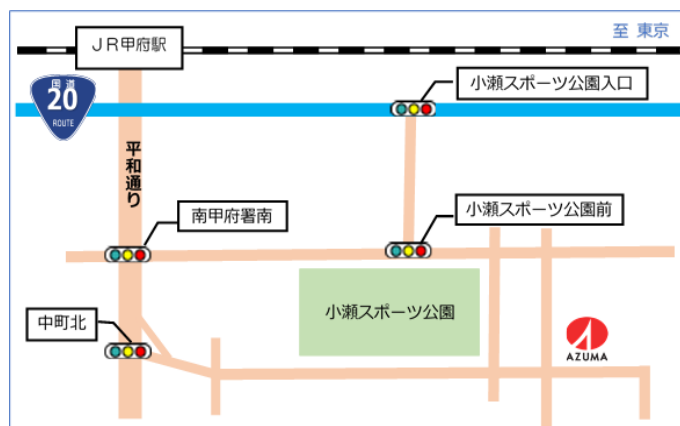 至 東京
JR甲府駅
国道
20
ROUTE
小瀬スポーツ公園入口
平和通り
南甲府署南
小瀬スポーツ公園前
小瀬スポーツ公園
中町北
AZUMA